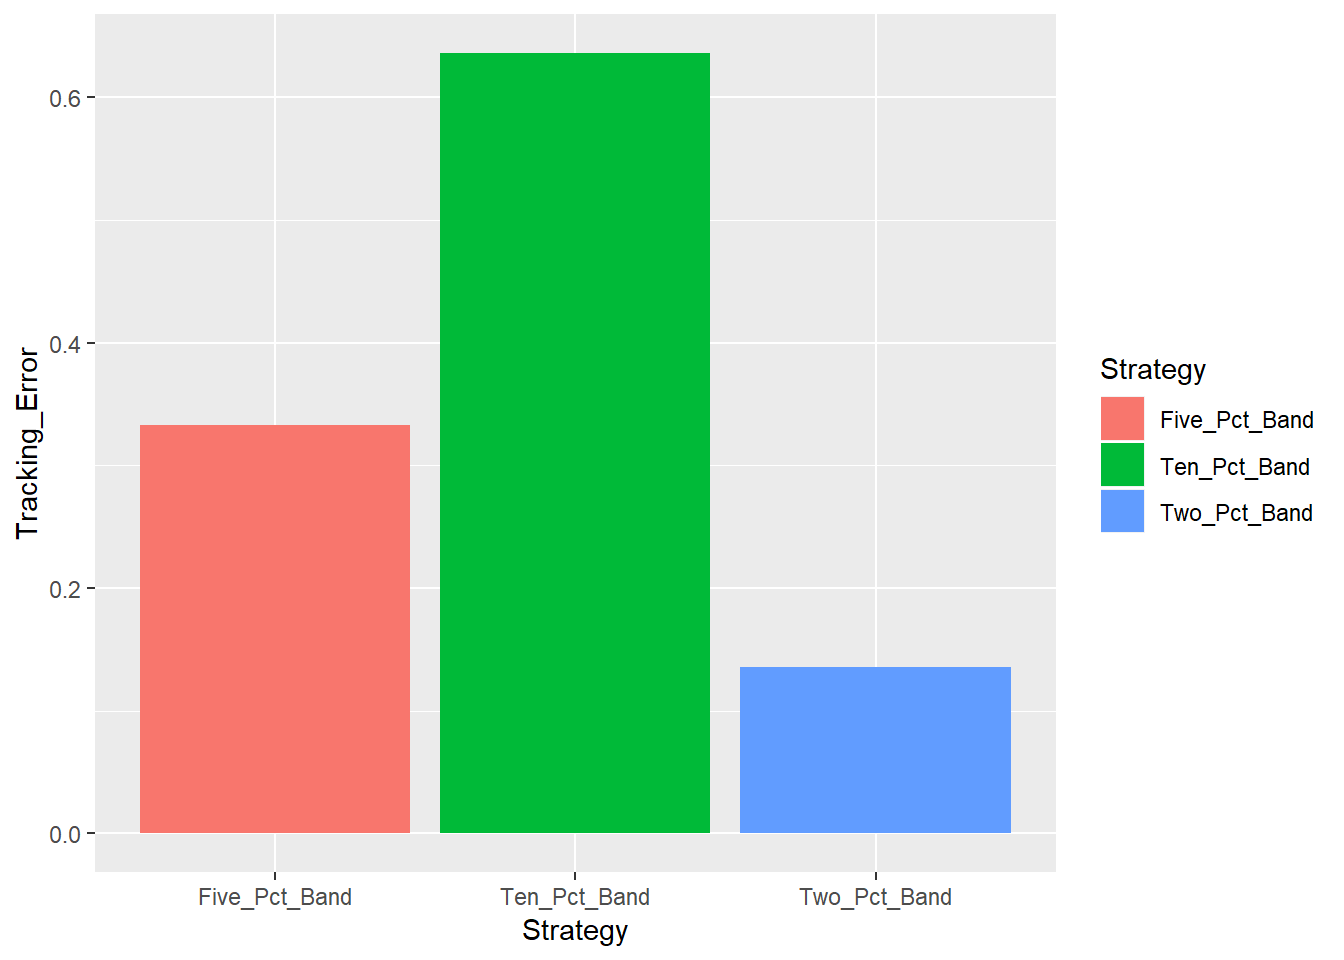 0.6
0.4
0.2
0.0
Tracking_Error
Five_Pct_Band
Ten_Pct_Band
Two_Pct_Band
Strategy
Strategy
Five_Pct_Band
Ten_Pct_Band
Two_Pct_Band